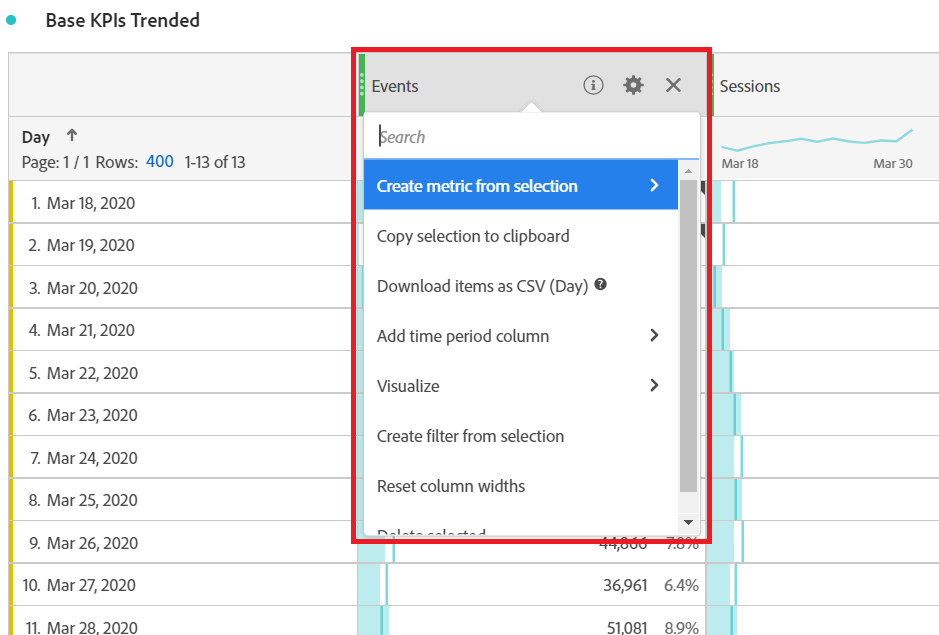 Base KPIs Trended
Events
Sessions
Search
Day
Page: 1 / 1 Rows: 400 1-13 of 13
Mar 18 Mar 30
Create metric from selection
Copy selection to clipboard
Download items as CSV (Day)
Add time period column
Visualize
Create filter from selection
Reset column widths
Delete selected
1. Mar 18, 2020
2. Mar 19, 2020
3. Mar 20, 2020
4. Mar 21, 2020
5. Mar 22, 2020
6. Mar 23, 2020
7. Mar 24, 2020
8. Mar 25, 2020
9. Mar 26, 2020 44,866 7.8%
10. Mar 27, 2020 36,961 6.4%
11. Mar 28, 2020 51,081 8.9%